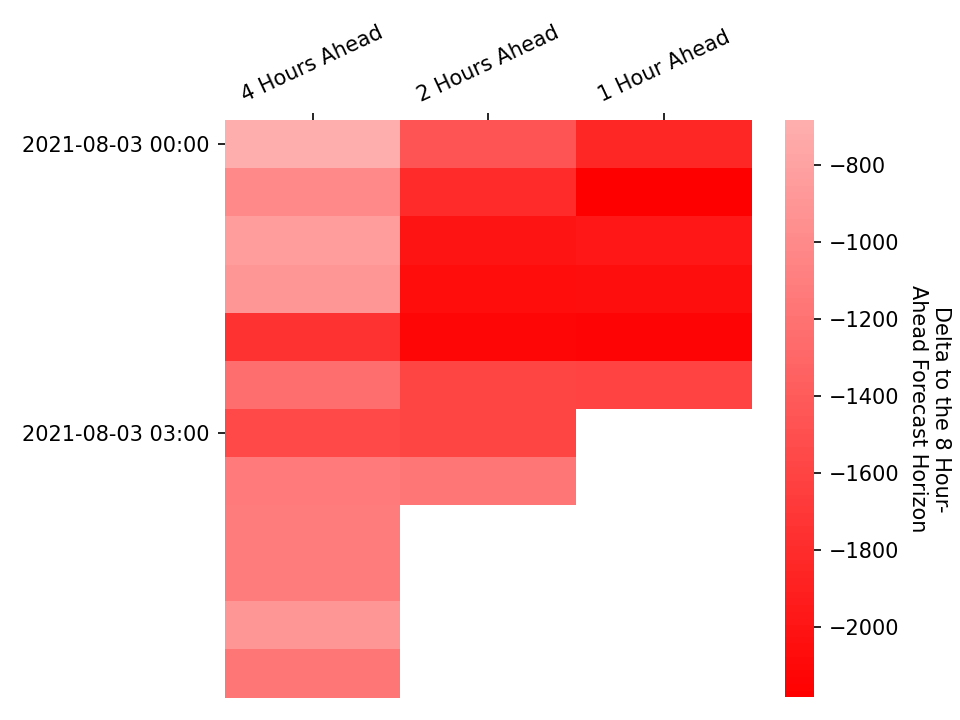 4 Hours Ahead
2 Hours Ahead
1 Hour Ahead
2021-08-03 00:00
2021-08-03 03:00
−800
−1000
−1200
−1400
−1600
−1800
−2000
Delta to the 8 Hour-
Ahead Forecast Horizon